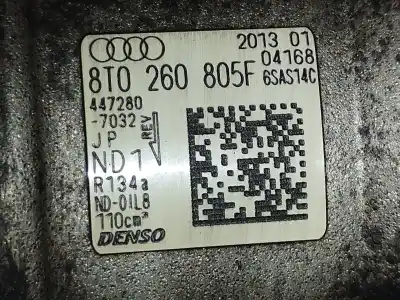 2013 01
04168
8T0 260 805F 6SAS14C
447280
-7032
JP
REV
ND1
R134a
ND-OIL8
110cm³
DENSO